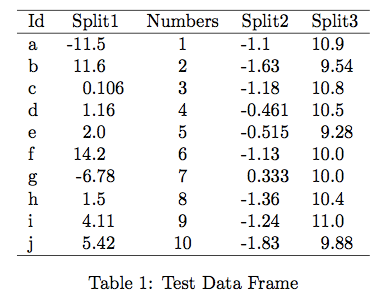 Id Split1 Numbers Split2 Split3
a -11.5 1 -1.1 10.9
b 11.6 2 -1.63 9.54
c 0.106 3 -1.18 10.8
d 1.16 4 -0.461 10.5
e 2.0 5 -0.515 9.28
f 14.2 6 -1.13 10.0
g -6.78 7 0.333 10.0
h 1.5 8 -1.36 10.4
i 4.11 9 -1.24 11.0
j 5.42 10 -1.83 9.88
Table 1: Test Data Frame